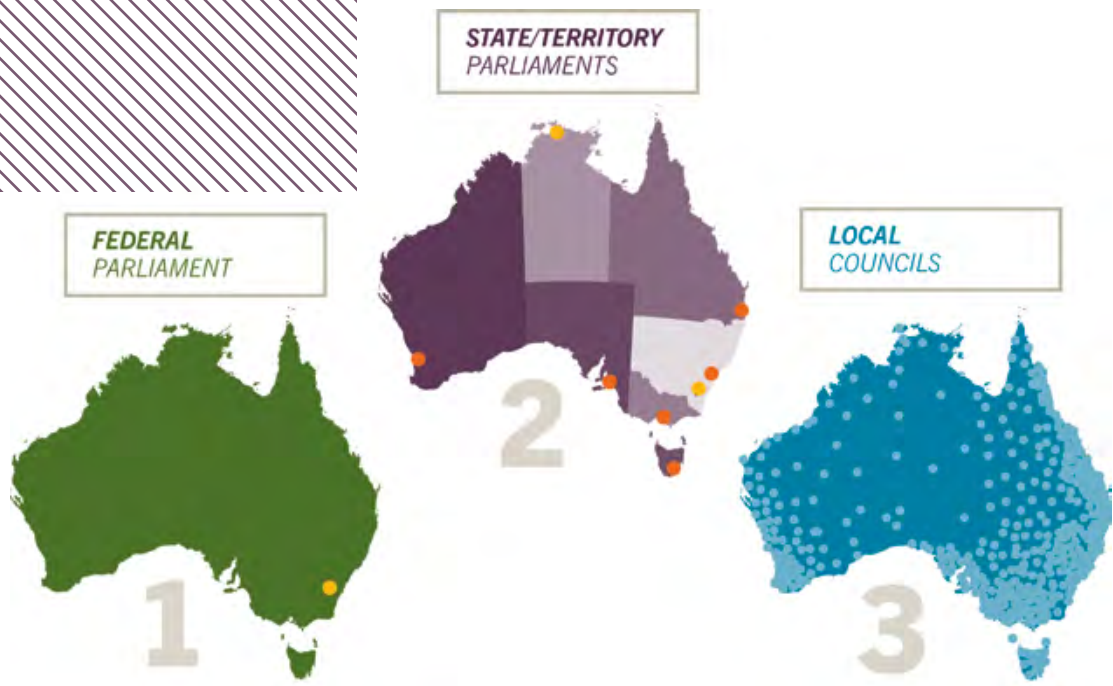 STATE/TERRITORY
PARLIAMENTS
FEDERAL
PARLIAMENT
LOCAL
COUNCILS
2
1
3